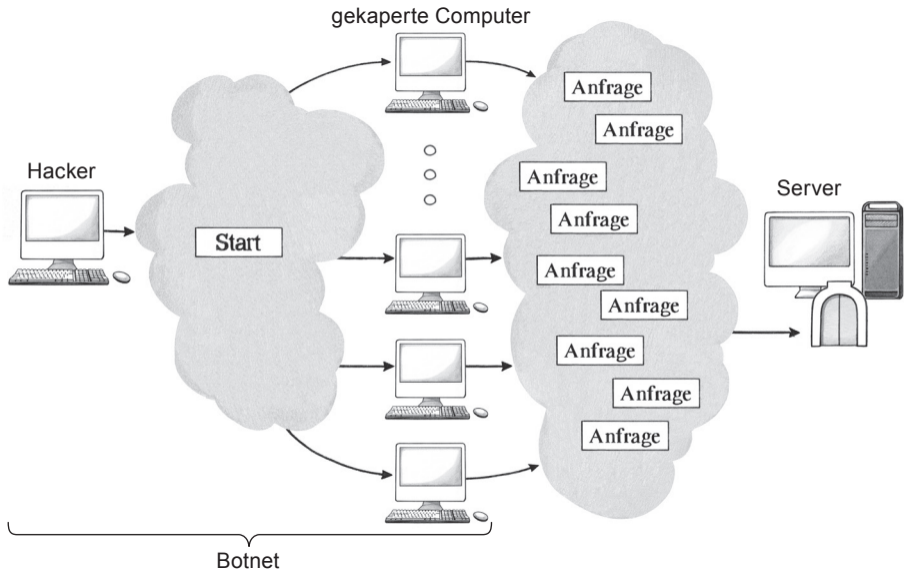 gekaperte Computer
Hacker
Start
Anfrage
Anfrage
Anfrage
Anfrage
Anfrage
Anfrage
Anfrage
Anfrage
Anfrage
Server
Botnet